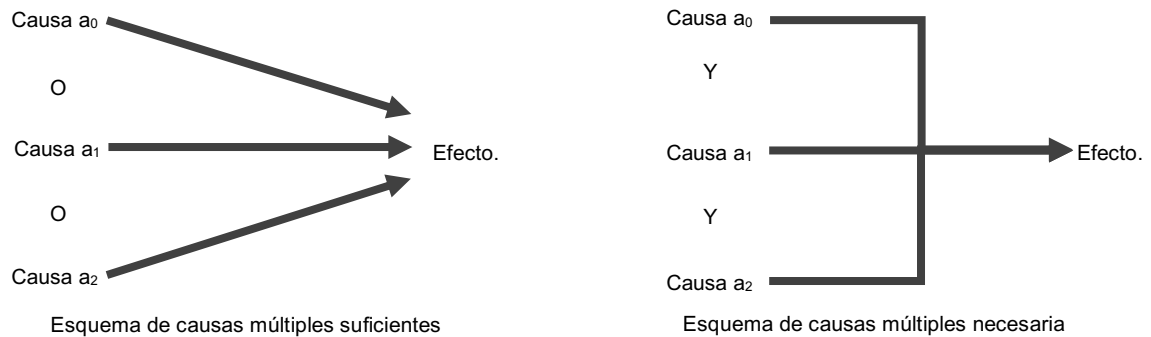 Causa a₀
O
Causa a₁
Efecto.
O
Causa a₂
Esquema de causas múltiples suficientes
Causa a₀
Y
Causa a₁
Efecto.
Y
Causa a₂
Esquema de causas múltiples necesaria